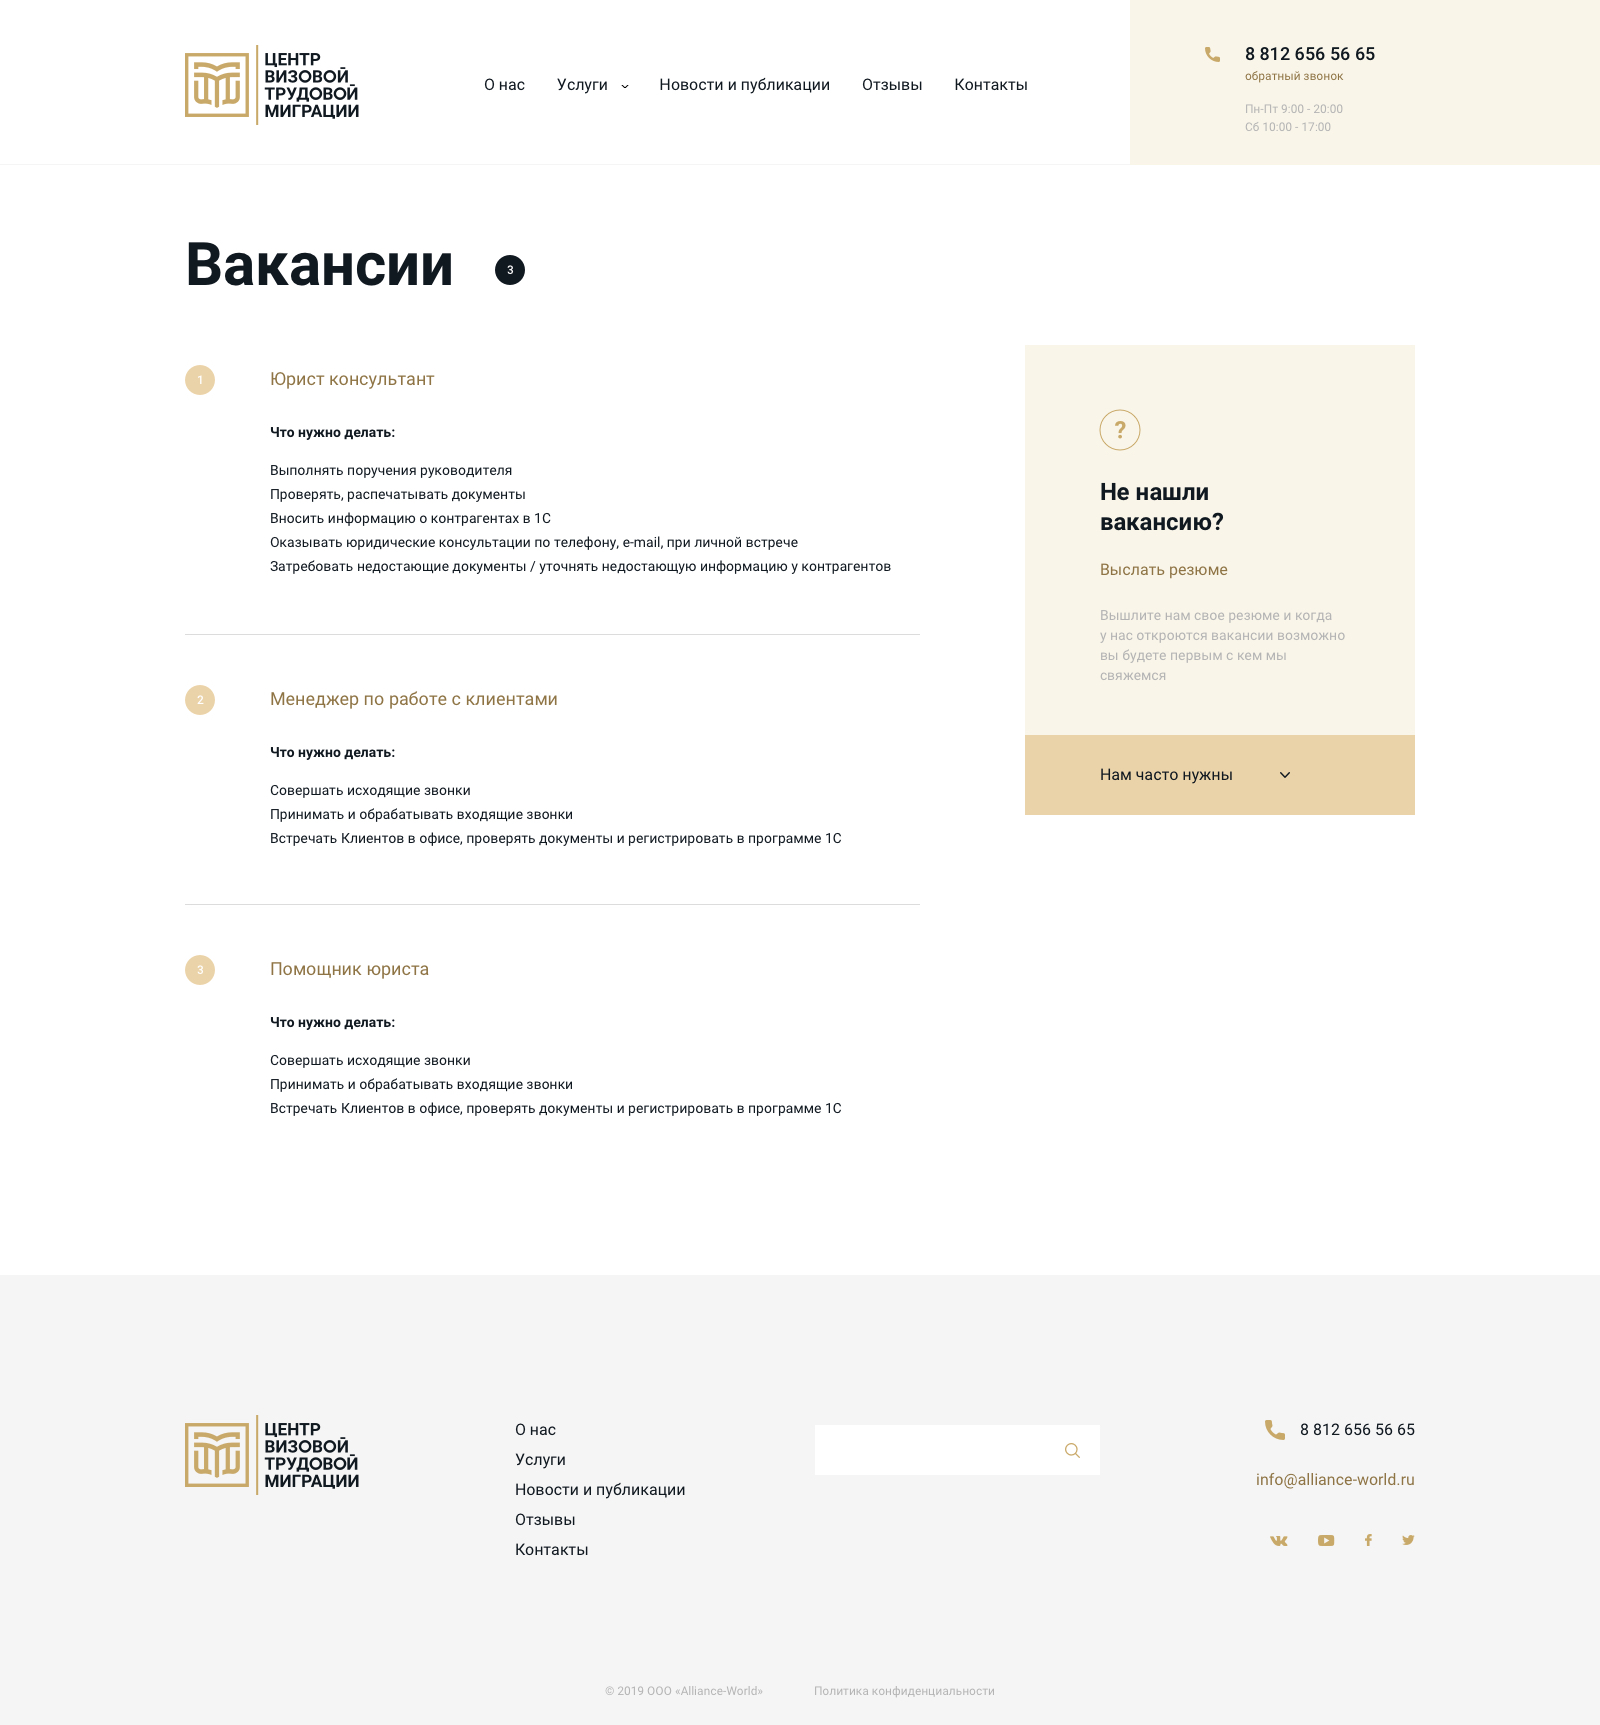 ЦЕНТР
ВИЗОВОЙ
ТРУДОВОЙ
МИГРАЦИИ
О нас
Услуги
Новости и публикации
Отзывы
Контакты
8 812 656 56 65
обратный звонок
Пн-Пт 9:00 - 20:00
Сб 10:00 - 17:00
Вакансии
3
1
Юрист консультант
Что нужно делать:
Выполнять поручения руководителя
Проверять, распечатывать документы
Вносить информацию о контрагентах в 1С
Оказывать юридические консультации по телефону, e-mail, при личной встрече
Затребовать недостающие документы / уточнять недостающую информацию у контрагентов
2
Менеджер по работе с клиентами
Что нужно делать:
Совершать исходящие звонки
Принимать и обрабатывать входящие звонки
Встречать Клиентов в офисе, проверять документы и регистрировать в программе 1С
3
Помощник юриста
Что нужно делать:
Совершать исходящие звонки
Принимать и обрабатывать входящие звонки
Встречать Клиентов в офисе, проверять документы и регистрировать в программе 1С
?
Не нашли
вакансию?
Выслать резюме
Вышлите нам свое резюме и когда
у нас откроются вакансии возможно
вы будете первым с кем мы
свяжемся
Нам часто нужны
ЦЕНТР
ВИЗОВОЙ
ТРУДОВОЙ
МИГРАЦИИ
О нас
Услуги
Новости и публикации
Отзывы
Контакты
8 812 656 56 65
info@alliance-world.ru
© 2019 ООО «Alliance-World»
Политика конфиденциальности